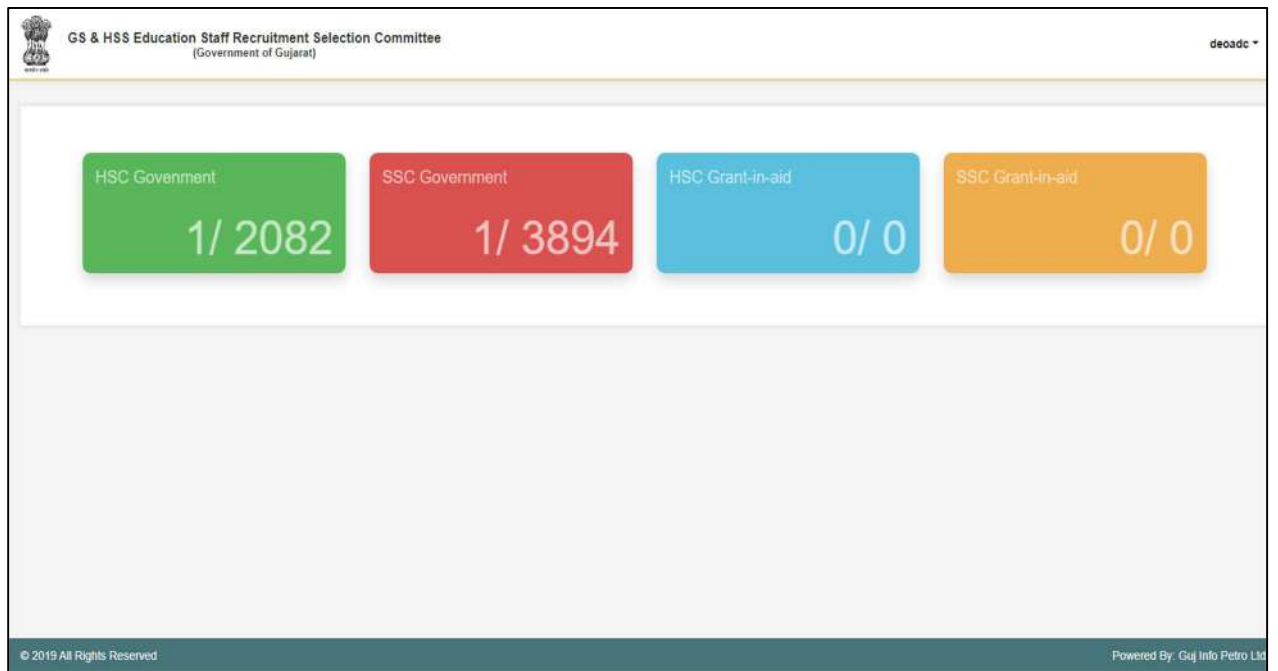 GS & HSS Education Staff Recruitment Selection Committee
(Government of Gujarat)
deoadc
HSC Govenment
1/ 2082
SSC Government
1/ 3894
HSC Grant-in-aid
0/ 0
SSC Grant-in-aid
0/ 0
© 2019 All Rights Reserved
Powered By: Guj Info Petro Ltd